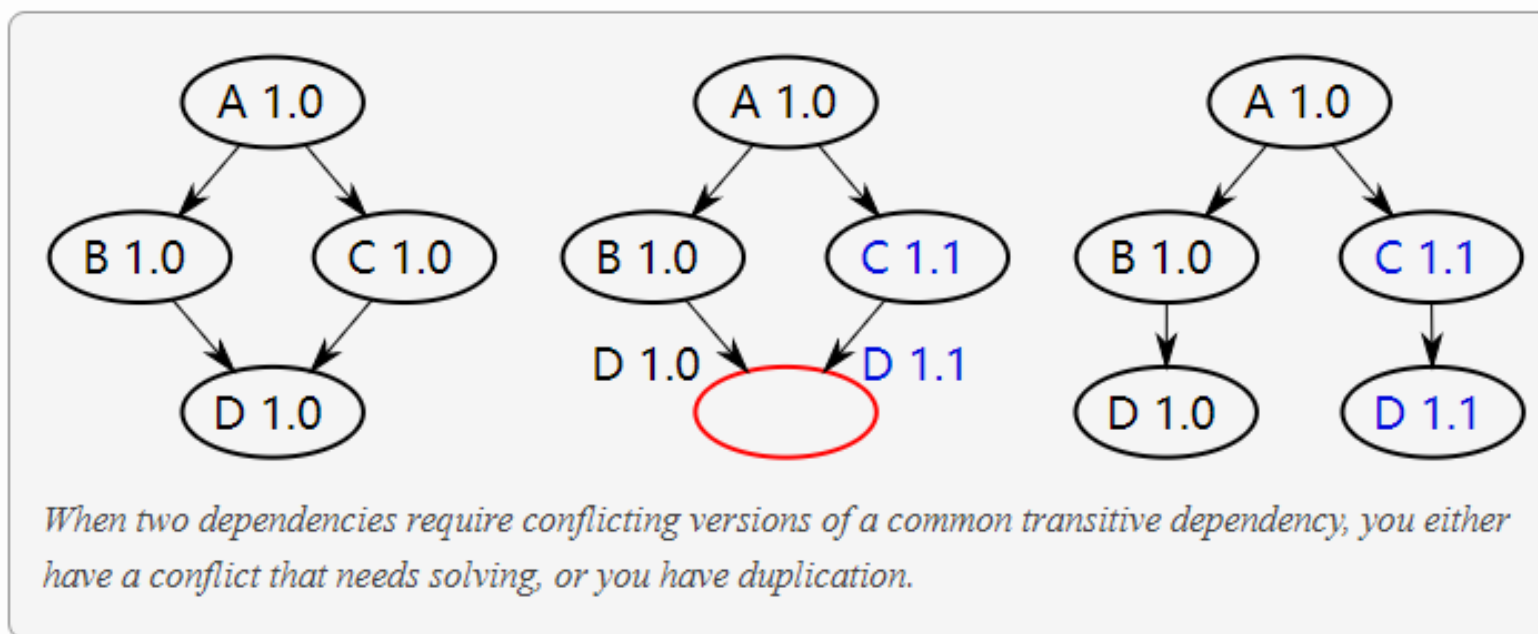 A 1.0
A 1.0
A 1.0
B 1.0
C 1.0
B 1.0
C 1.1
B 1.0
C 1.1
D 1.0
D 1.1
D 1.0
D 1.0
D 1.1
When two dependencies require conflicting versions of a common transitive dependency, you either
have a conflict that needs solving, or you have duplication.